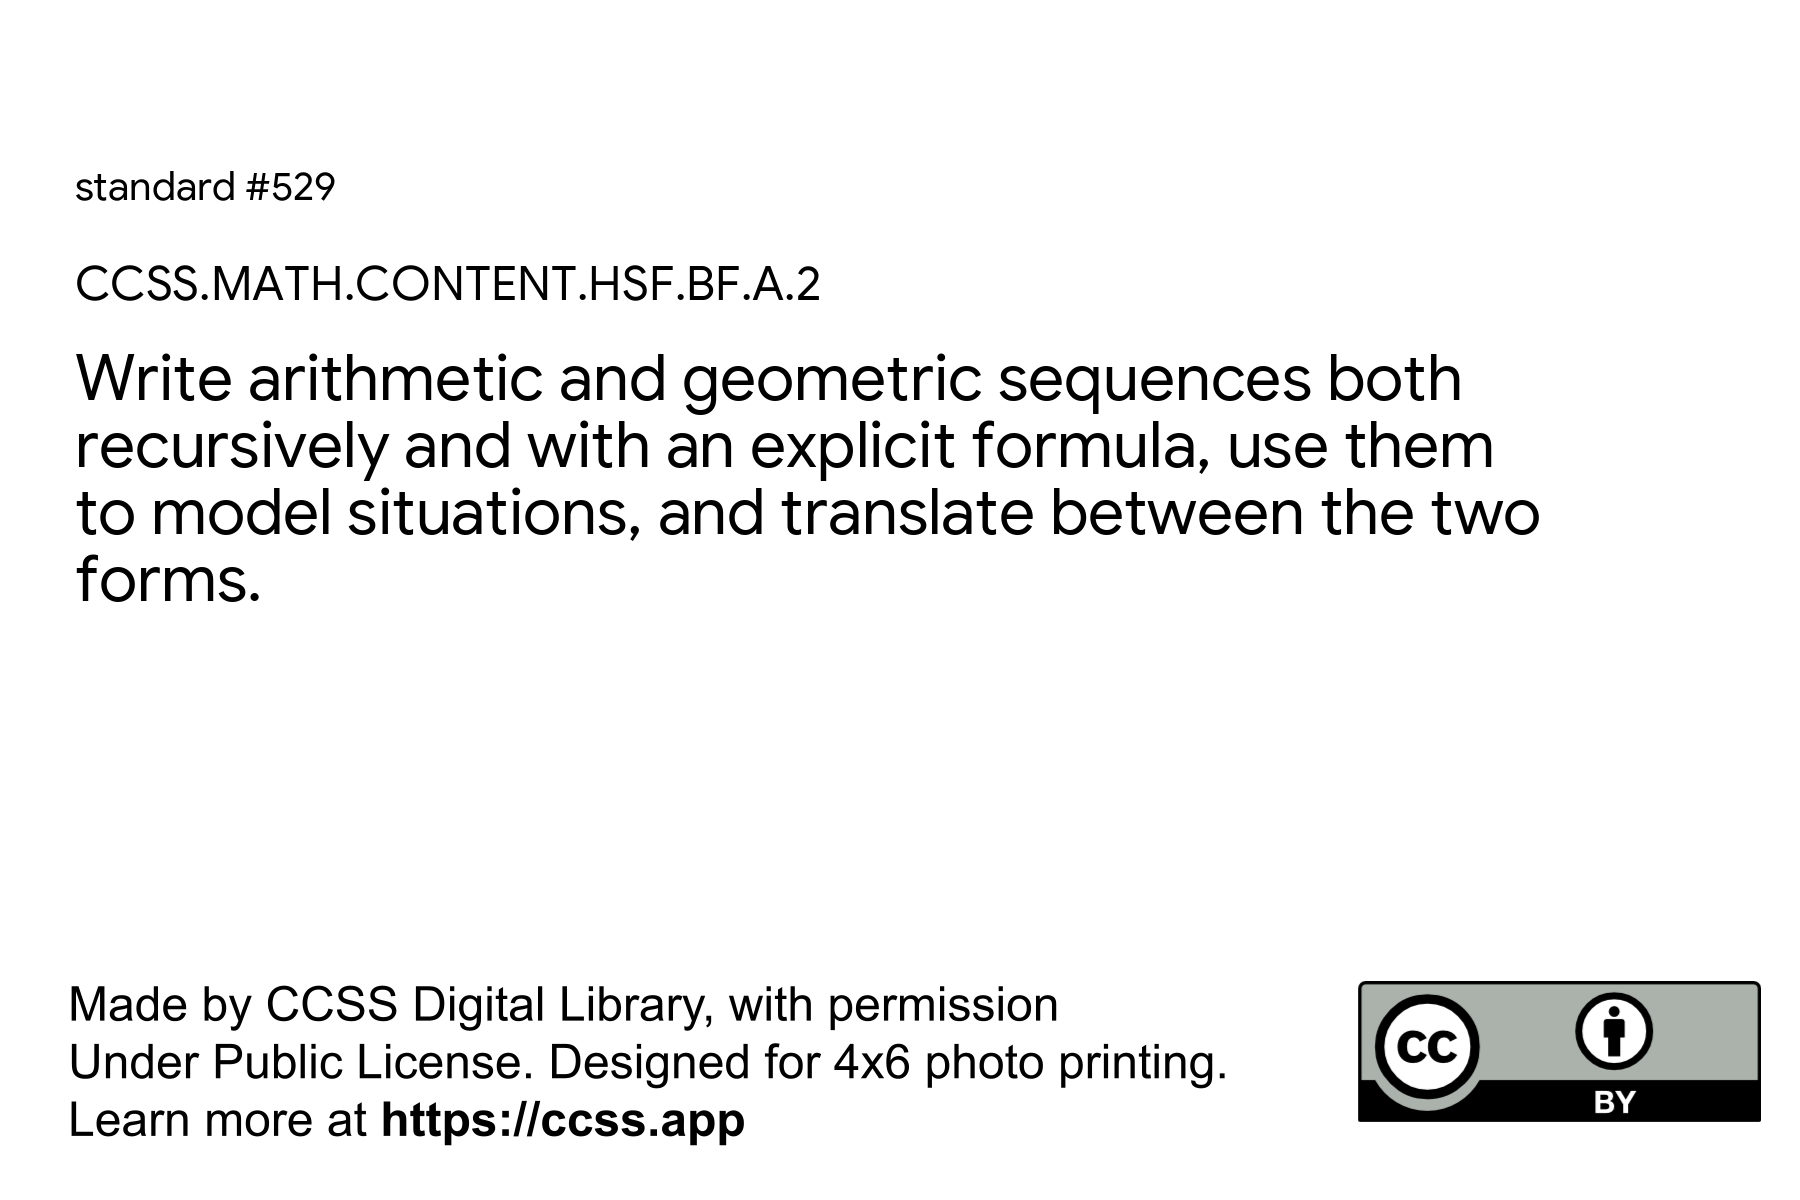 standard #529
CCSS.MATH.CONTENT.HSF.BF.A.2
Write arithmetic and geometric sequences both
recursively and with an explicit formula, use them
to model situations, and translate between the two
forms.
Made by CCSS Digital Library, with permission
Under Public License. Designed for 4x6 photo printing.
Learn more at https://ccss.app
cc
BY